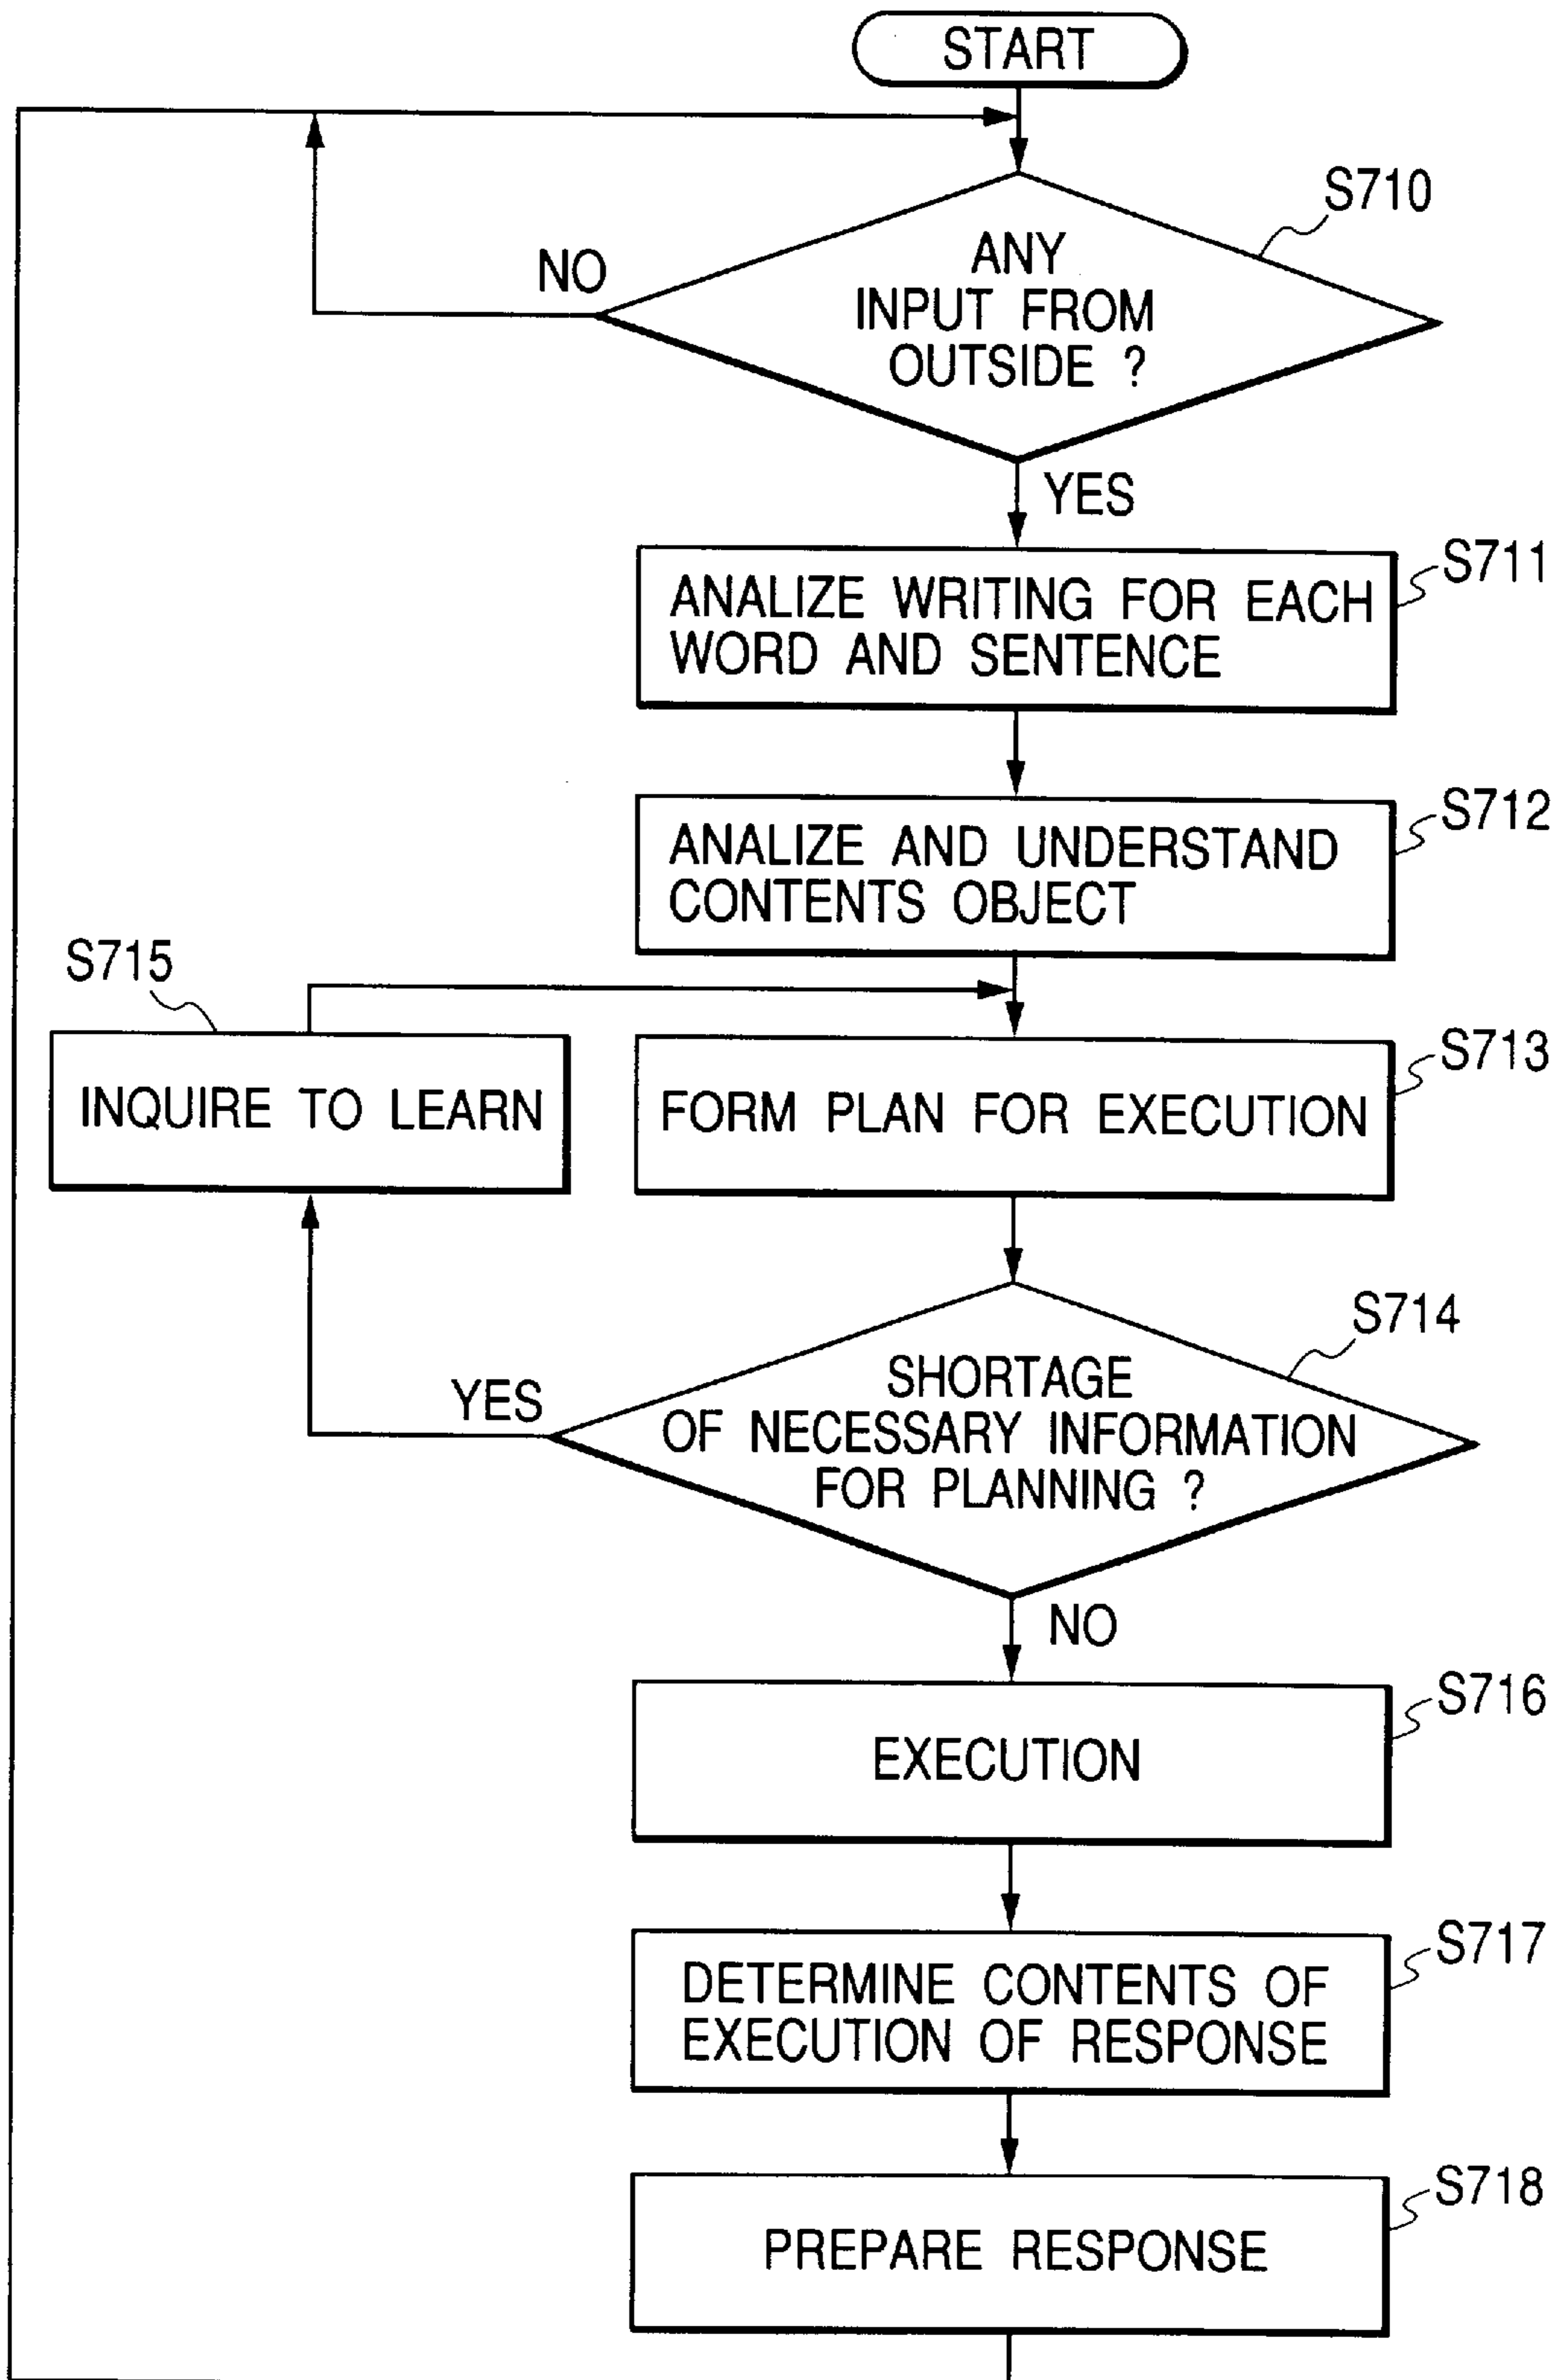 START
S710
ANY
INPUT FROM
OUTSIDE ?
NO
YES
S711
ANALIZE WRITING FOR EACH
WORD AND SENTENCE
S712
ANALIZE AND UNDERSTAND
CONTENTS OBJECT
S715
INQUIRE TO LEARN
S713
FORM PLAN FOR EXECUTION
S714
SHORTAGE
OF NECESSARY INFORMATION
FOR PLANNING ?
YES
NO
S716
EXECUTION
S717
DETERMINE CONTENTS OF
EXECUTION OF RESPONSE
S718
PREPARE RESPONSE